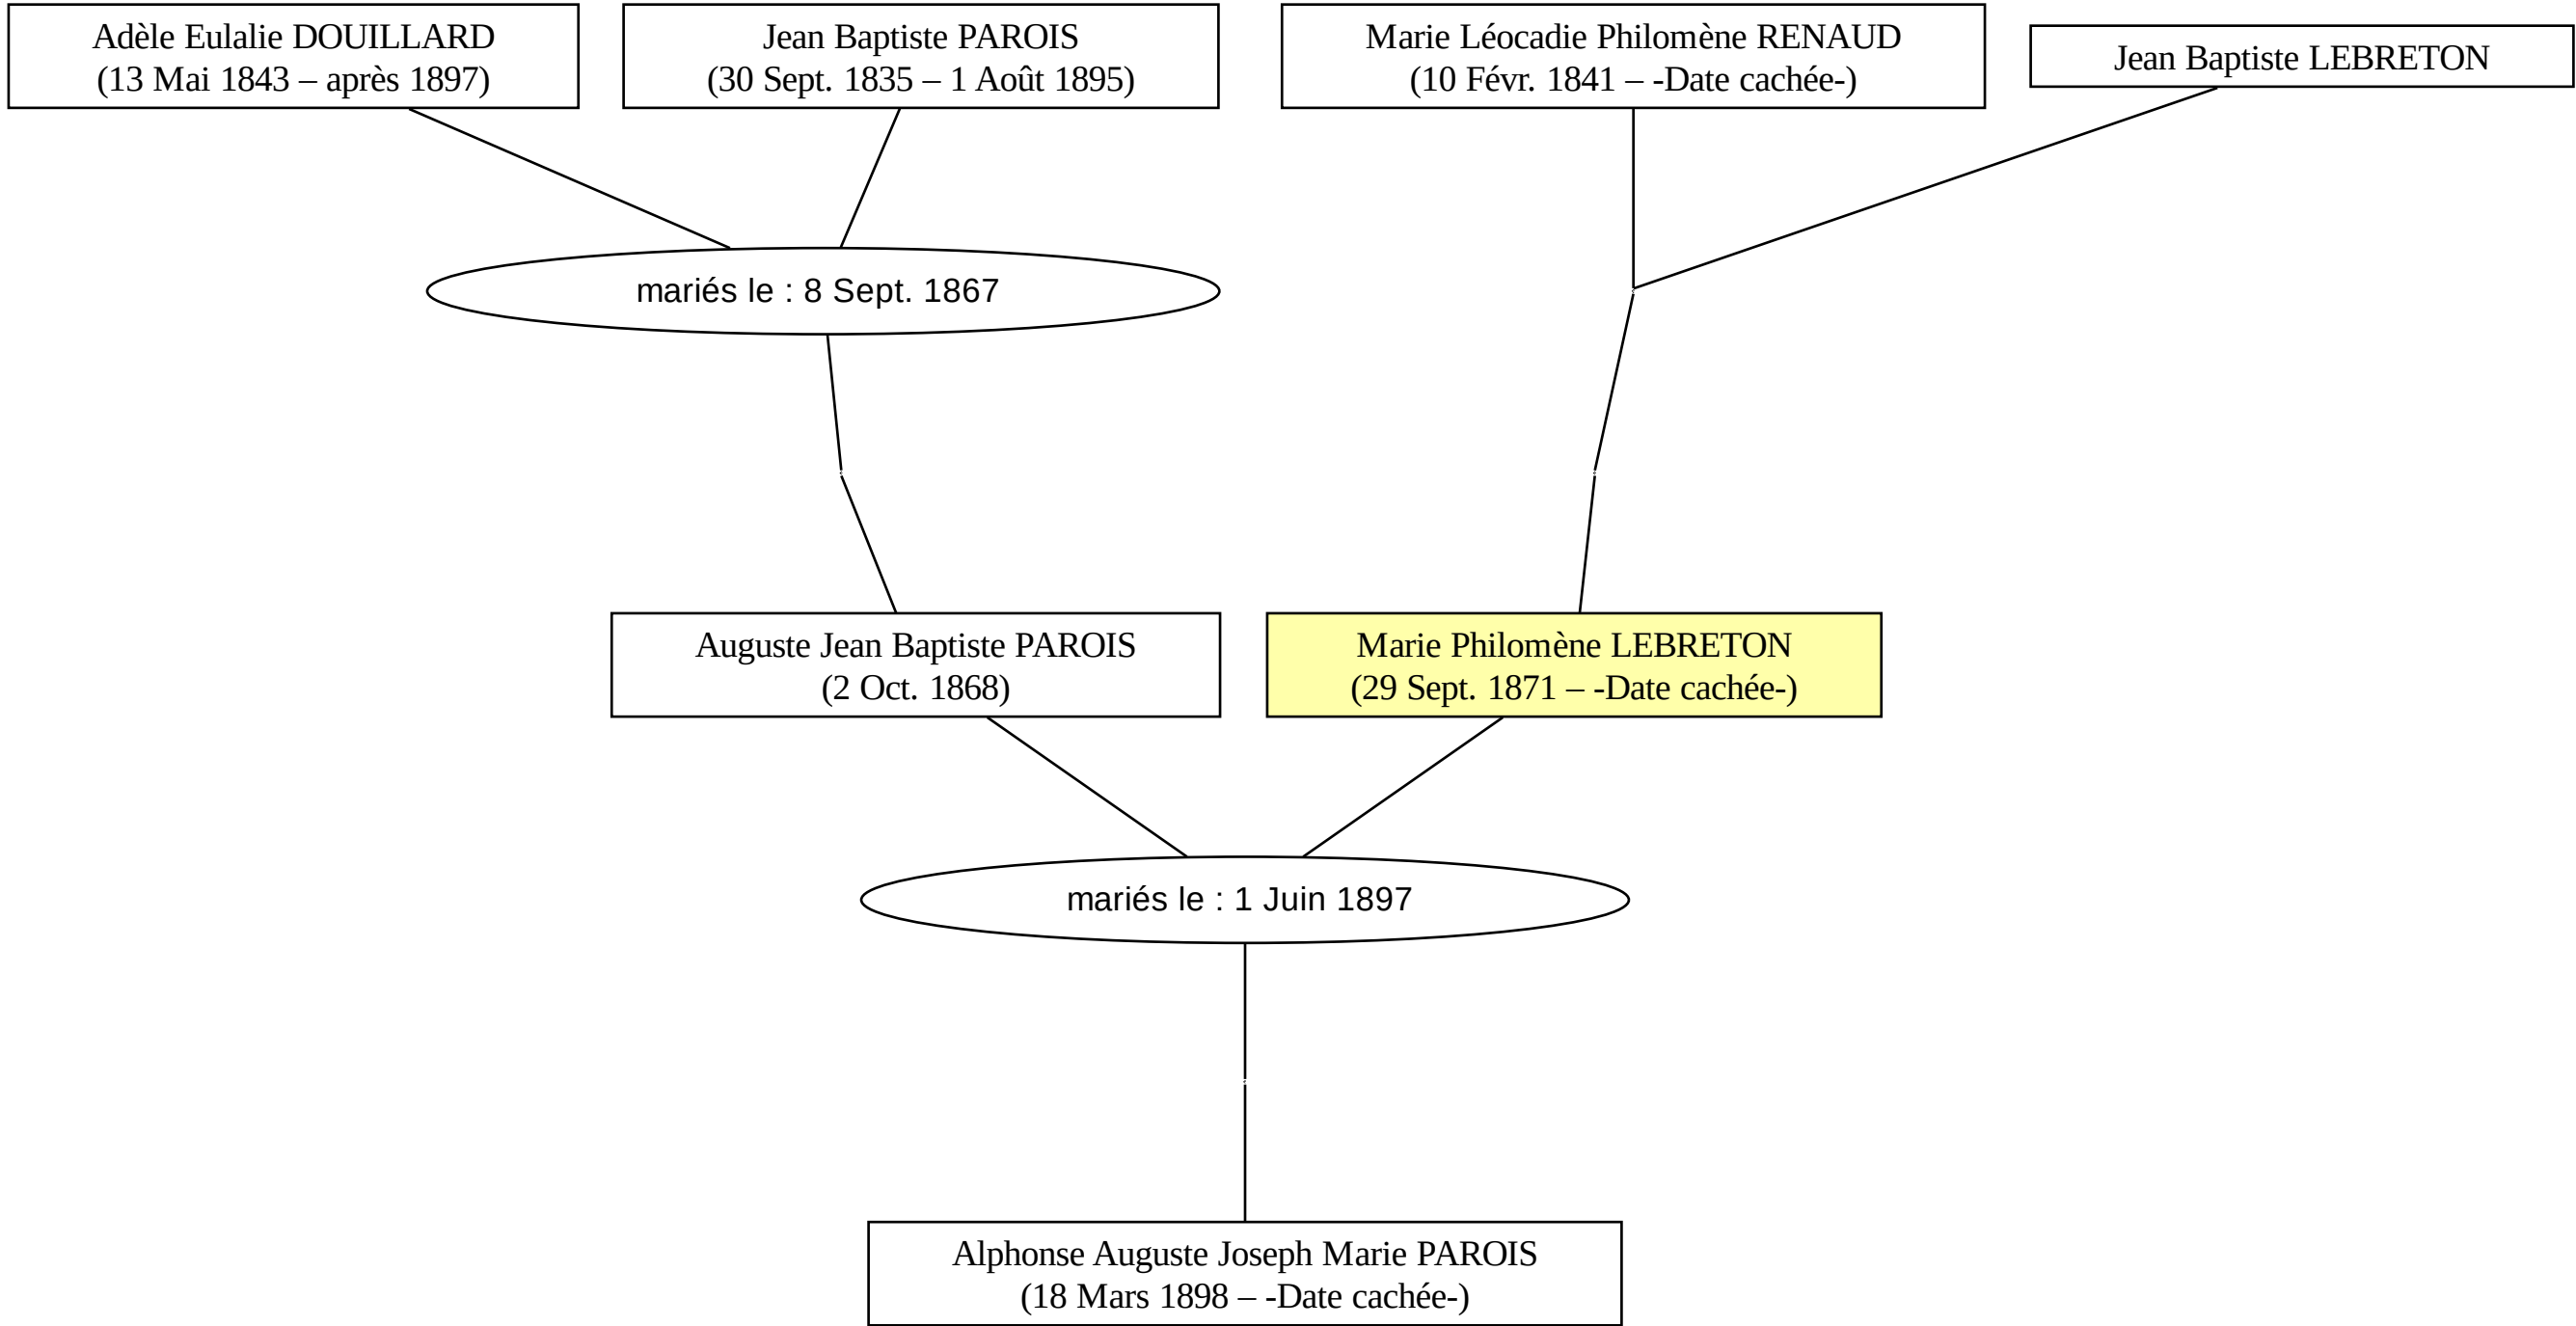 Adèle Eulalie DOUILLARD
(13 Mai 1843 – après 1897)
Jean Baptiste PAROIS
(30 Sept. 1835 – 1 Août 1895)
Marie Léocadie Philomène RENAUD
(10 Févr. 1841 – -Date cachée-)
Jean Baptiste LEBRETON
mariés le : 8 Sept. 1867
Auguste Jean Baptiste PAROIS
(2 Oct. 1868)
Marie Philomène LEBRETON
(29 Sept. 1871 – -Date cachée-)
mariés le : 1 Juin 1897
Alphonse Auguste Joseph Marie PAROIS
(18 Mars 1898 – -Date cachée-)